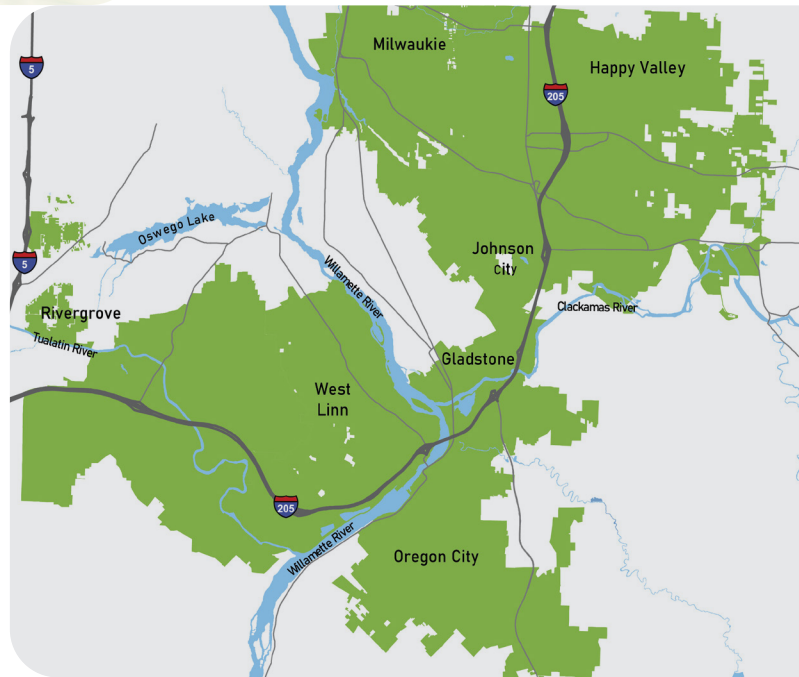 Milwaukie
5
Happy Valley
205
Oswego Lake
Johnson
City
5
Willamette River
Rivergrove
Clackamas River
Tualatin River
Gladstone
West
Linn
205
Willamette River
Oregon City